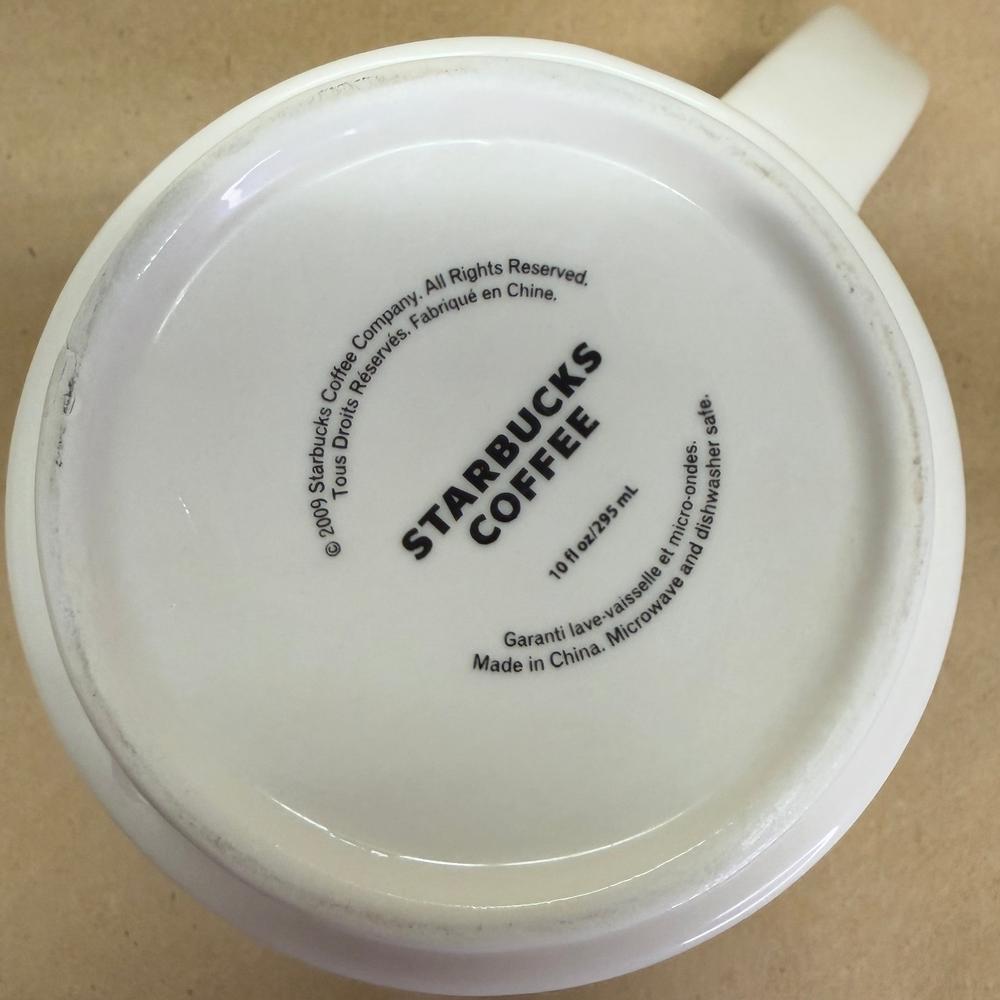 © 2009 Starbucks Coffee Company. All Rights Reserved.
Tous Droits Réservés. Fabriqué en Chine.
STARBUCKS
COFFEE
10 fl oz/295 mL
Garanti lave-vaisselle et micro-ondes.
Made in China. Microwave and dishwasher safe.